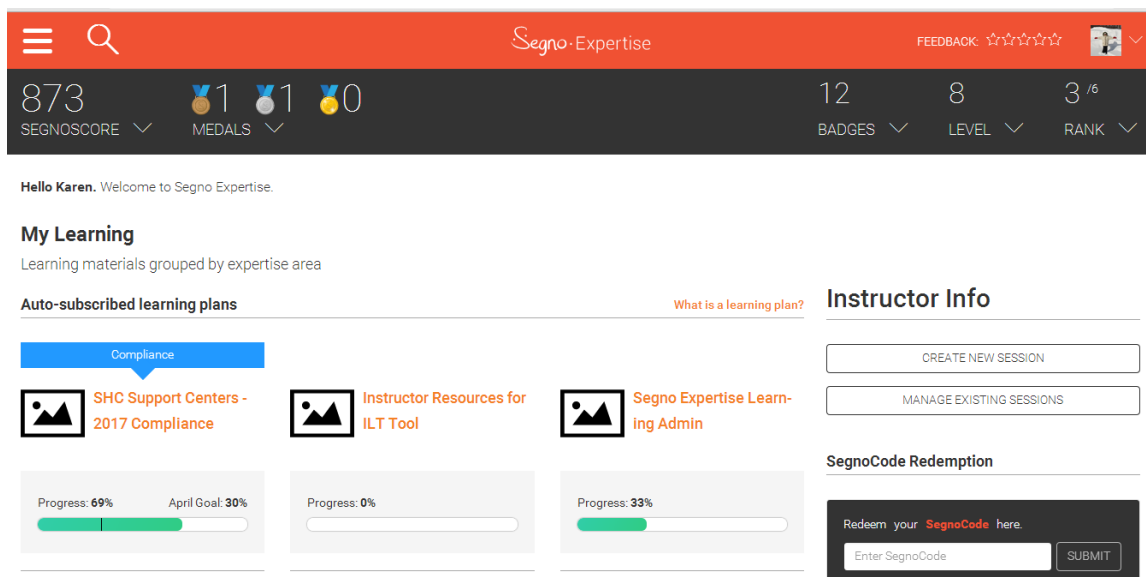 Segno·Expertise
FEEDBACK:
873
1 1 0
12
8
3 /6
SEGNOSCORE
MEDALS
BADGES
LEVEL
RANK
Hello Karen. Welcome to Segno Expertise.
My Learning
Learning materials grouped by expertise area
Auto-subscribed learning plans
What is a learning plan?
Compliance
SHC Support Centers -
2017 Compliance
Instructor Resources for
ILT Tool
Segno Expertise Learn-
ing Admin
Progress: 69% April Goal: 30%
Progress: 0%
Progress: 33%
Instructor Info
CREATE NEW SESSION
MANAGE EXISTING SESSIONS
SegnoCode Redemption
Redeem your SegnoCode here.
Enter SegnoCode
SUBMIT